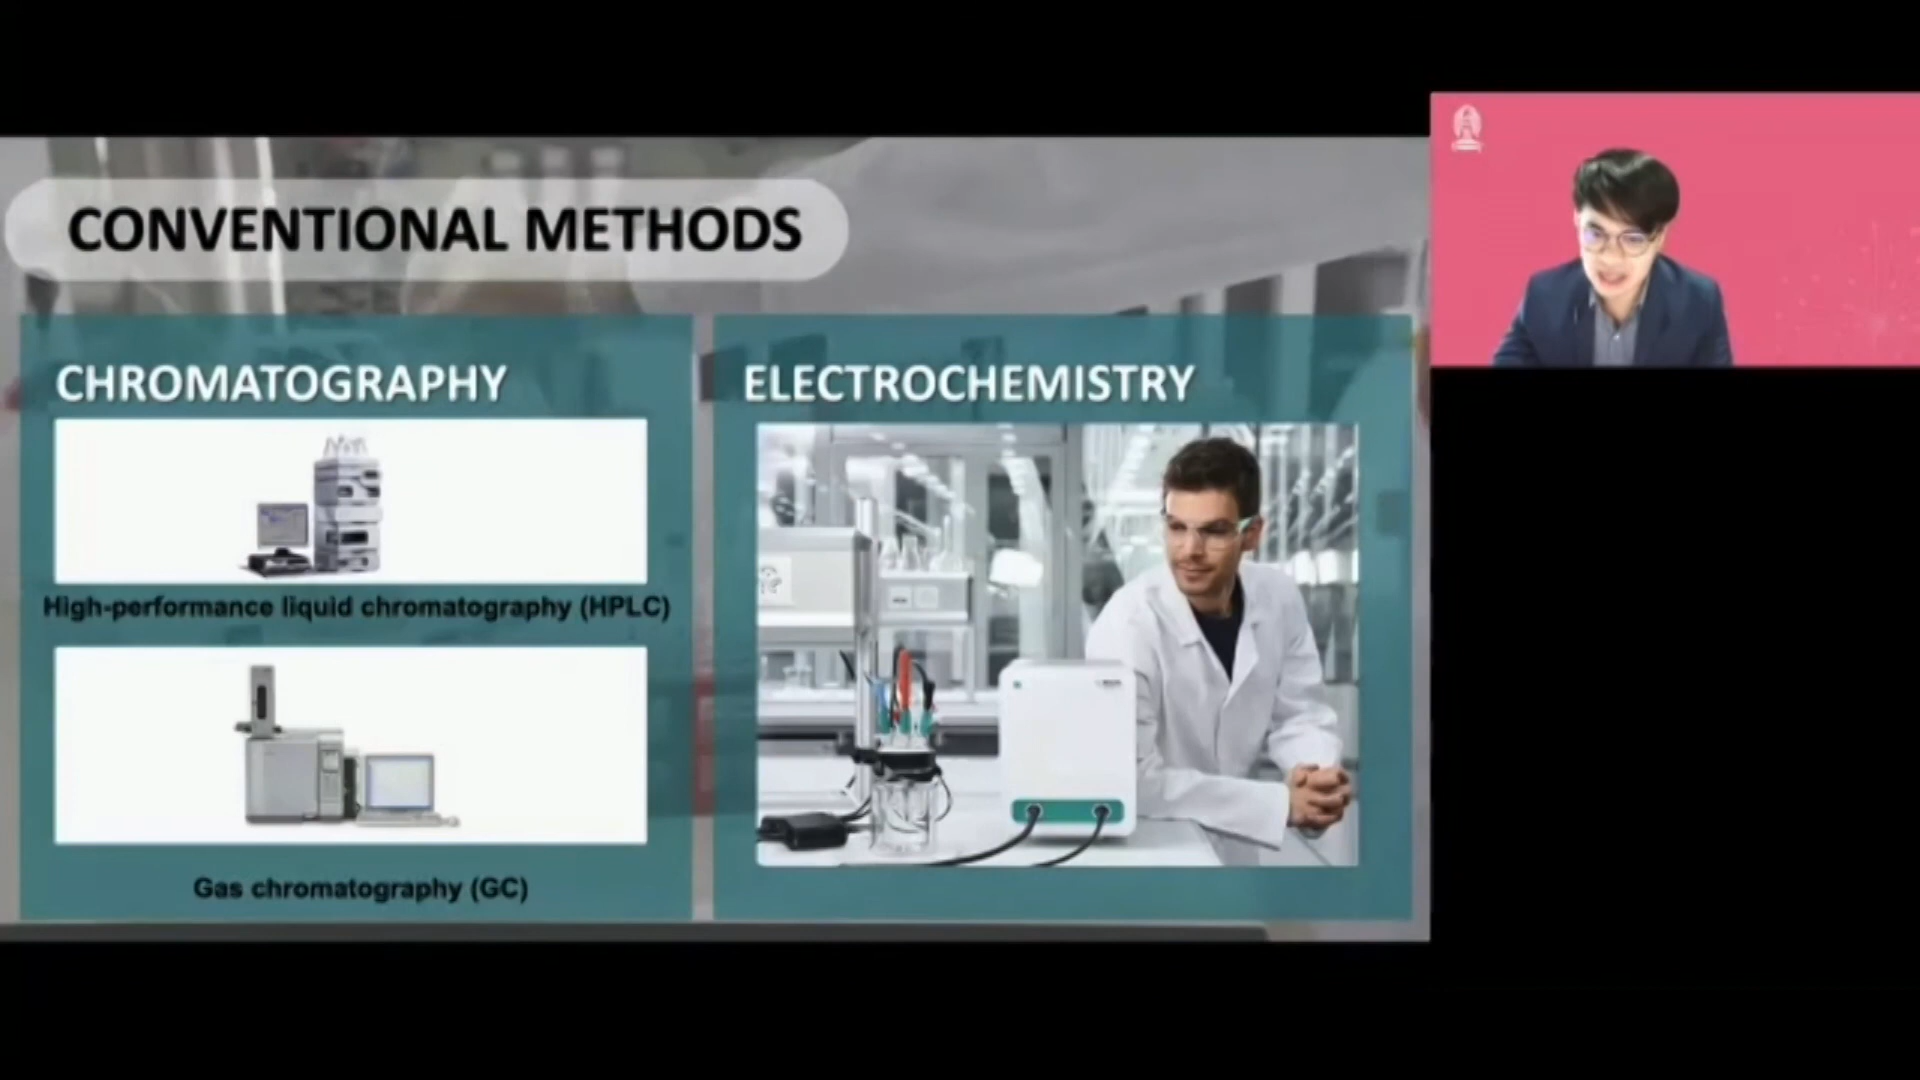 CONVENTIONAL METHODS
CHROMATOGRAPHY
High-performance liquid chromatography (HPLC)
Gas chromatography (GC)
ELECTROCHEMISTRY